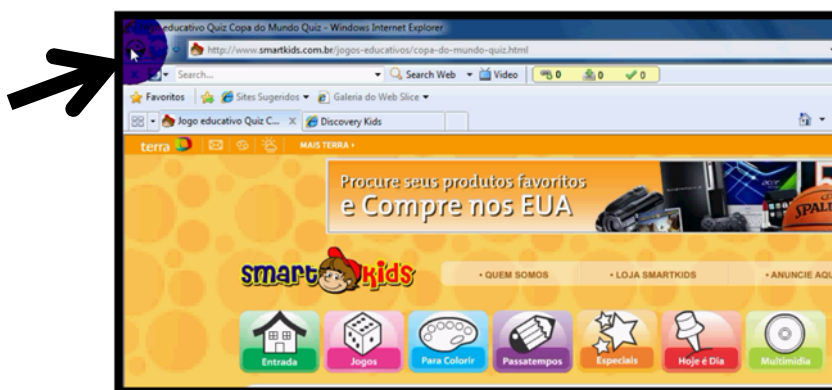 educativo Quiz Copa do Mundo Quiz - Windows Internet Explorer
http://www.smartkids.com.br/jogos-educativos/copa-do-mundo-quiz.html
Search... Search Web Video 0 0 0
Favoritos Sites Sugeridos Galeria do Web Slice
Jogo educativo Quiz C... X Discovery Kids
terra MAIS TERRA
Procure seus produtos favoritos
e Compre nos EUA
SPAL
smart kids
• QUEM SOMOS • LOJA SMARTKIDS • ANUNCIE AQU
Entrada Jogos Para Colorir Passatempos Especiais Hoje é Dia Multimídia